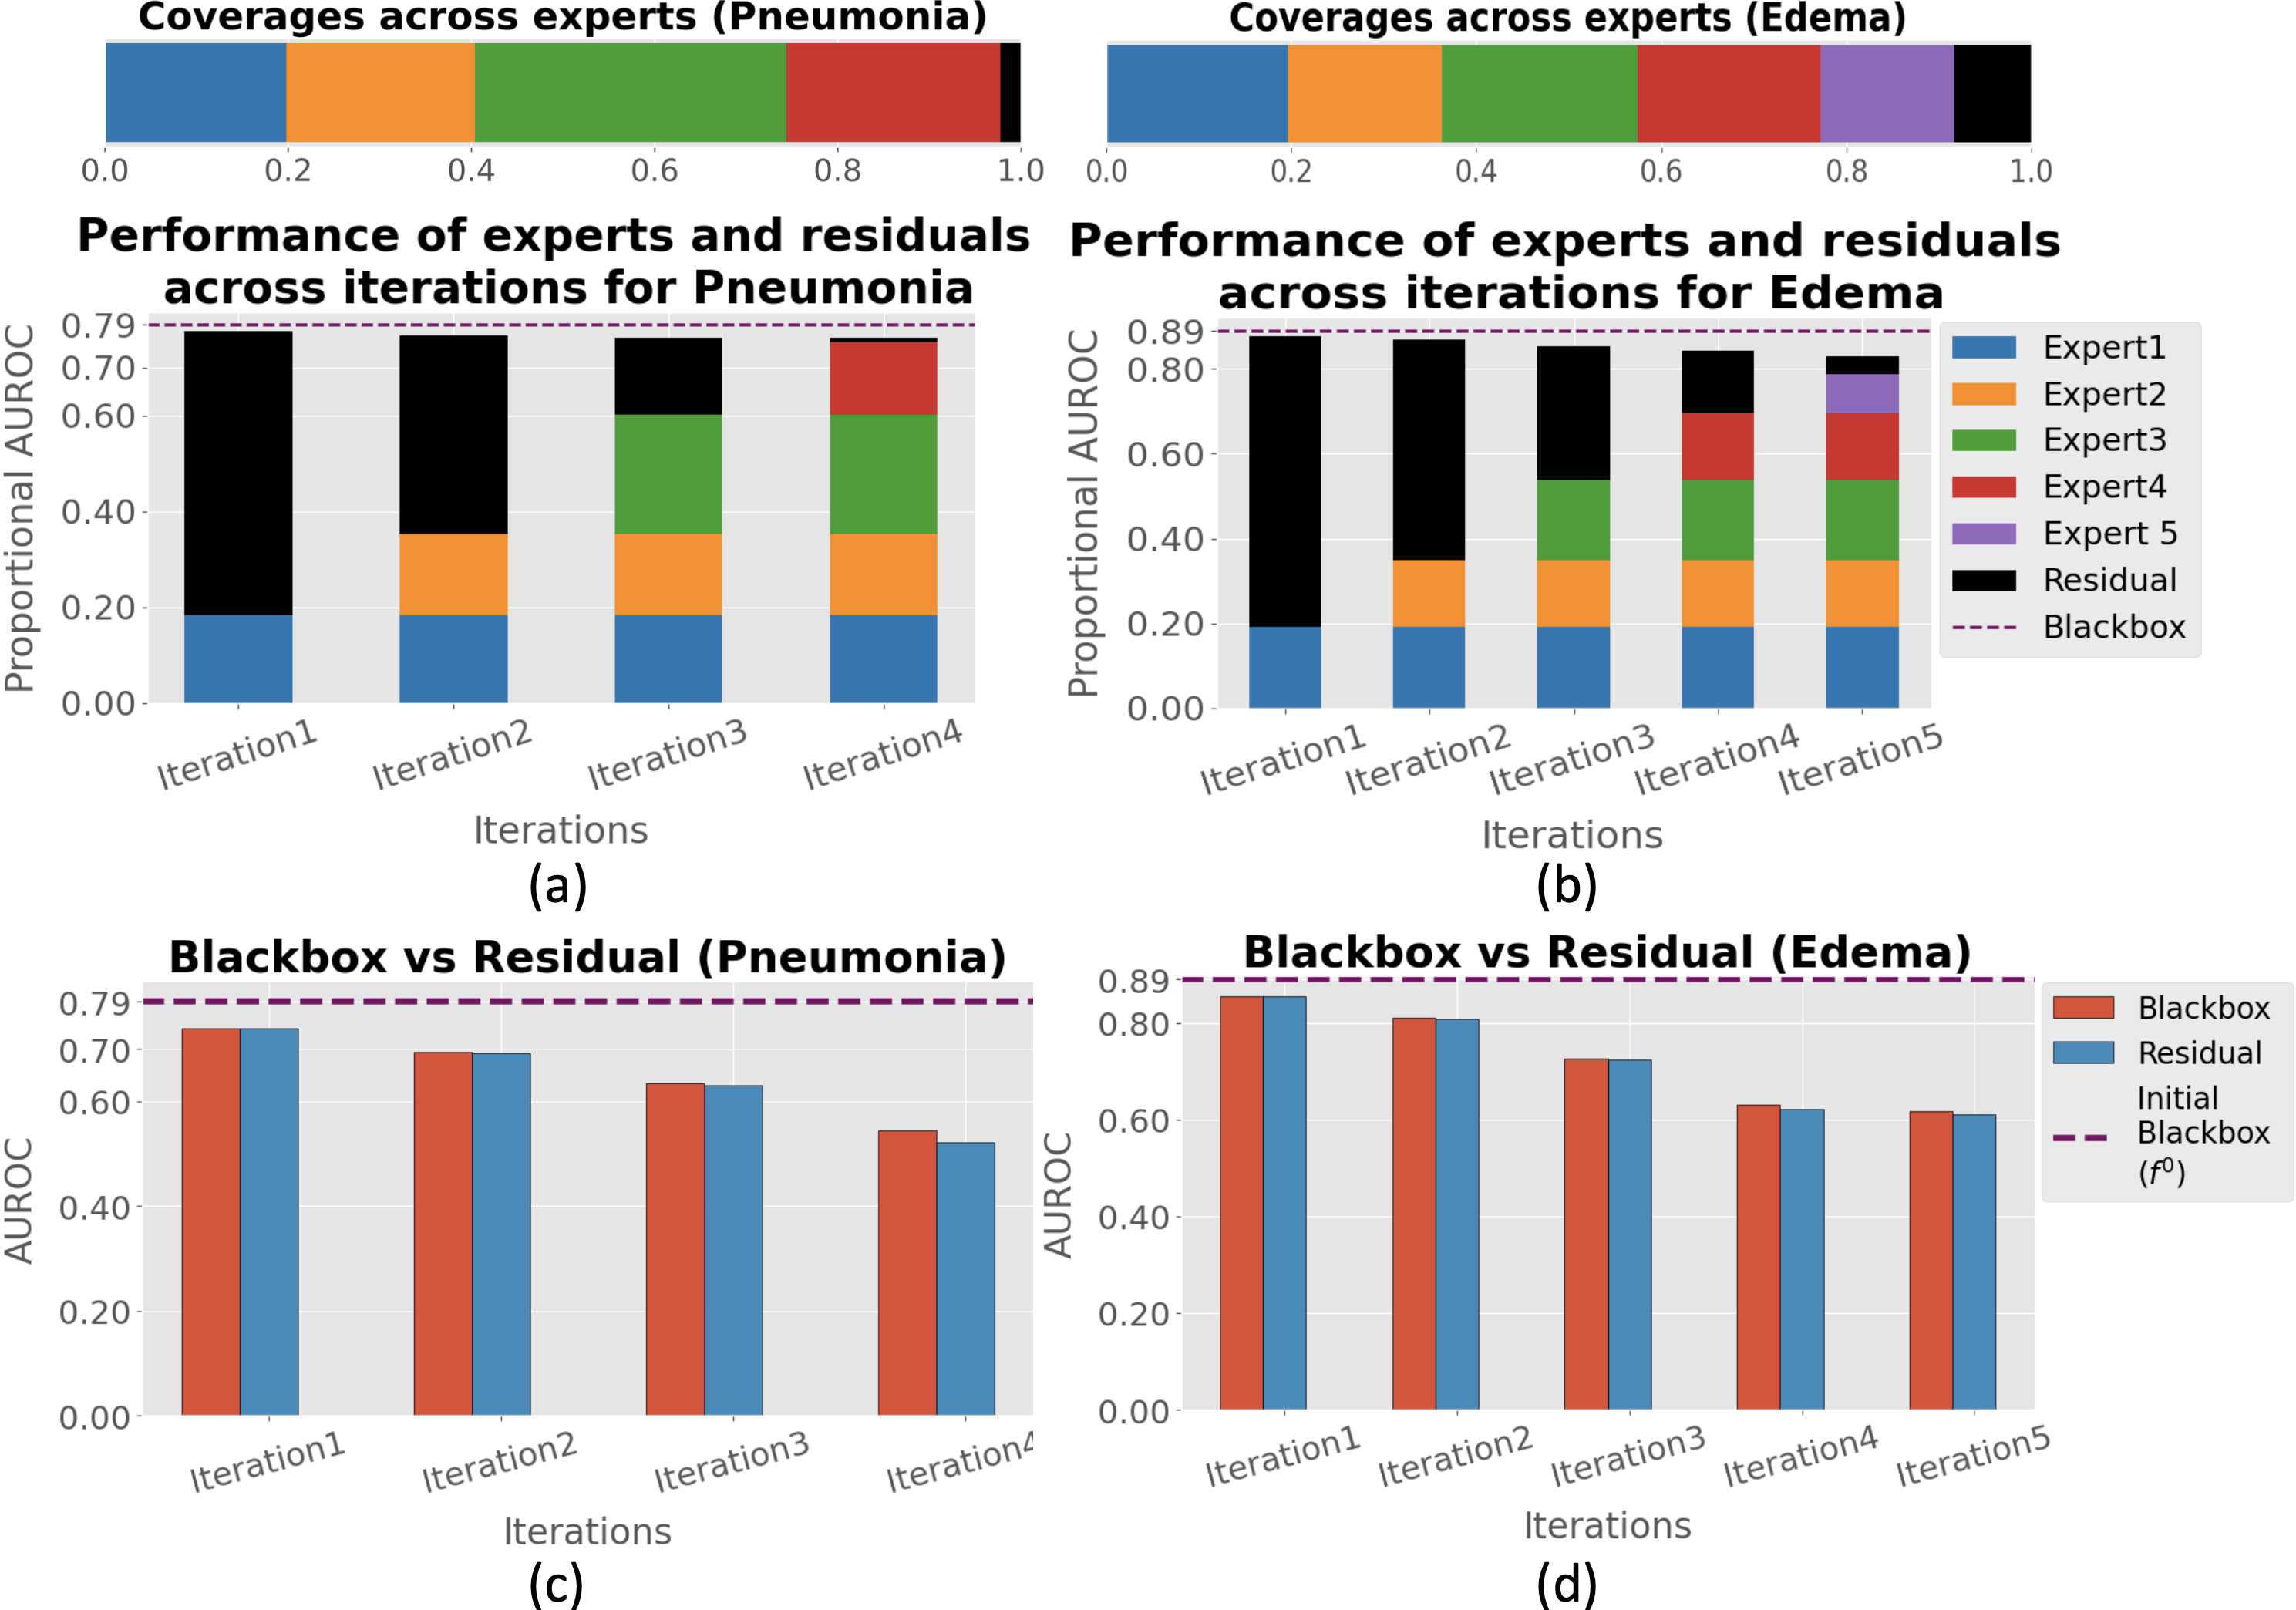 Coverages across experts (Pneumonia)
0.0 0.2 0.4 0.6 0.8 1.0
Performance of experts and residuals
across iterations for Pneumonia
Proportional AUROC
0.79
0.70
0.60
0.40
0.20
0.00
Iteration1 Iteration2 Iteration3 Iteration4
Iterations
(a)
Coverages across experts (Edema)
0.0 0.2 0.4 0.6 0.8 1.0
Performance of experts and residuals
across iterations for Edema
Proportional AUROC
0.89
0.80
0.60
0.40
0.20
0.00
Iteration1 Iteration2 Iteration3 Iteration4 Iteration5
Iterations
Expert1
Expert2
Expert3
Expert4
Expert 5
Residual
Blackbox
(b)
Blackbox vs Residual (Pneumonia)
AUROC
0.79
0.70
0.60
0.40
0.20
0.00
Iteration1 Iteration2 Iteration3 Iteration4
Iterations
(c)
Blackbox vs Residual (Edema)
AUROC
0.89
0.80
0.60
0.40
0.20
0.00
Iteration1 Iteration2 Iteration3 Iteration4 Iteration5
Iterations
Blackbox
Residual
Initial
Blackbox
(f⁰)
(d)